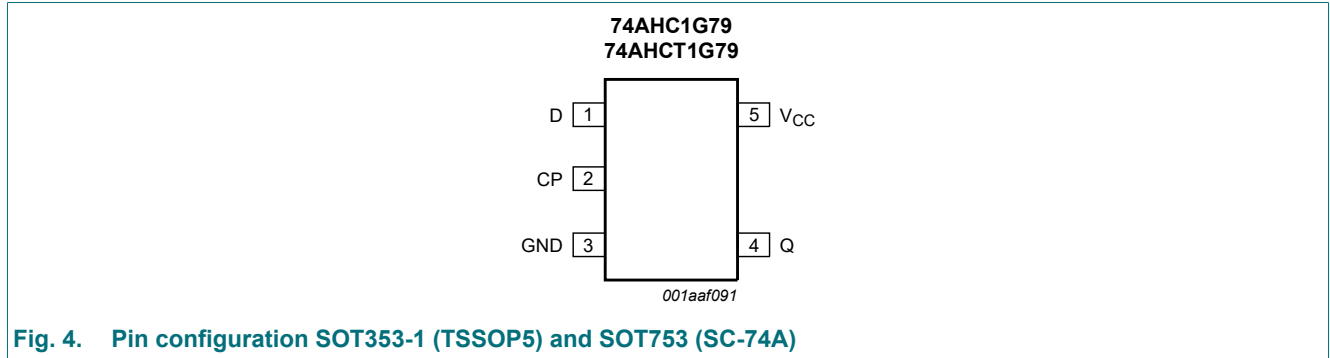 74AHC1G79
74AHCT1G79
D 1
5 VCC
CP 2
GND 3
4 Q
001aaf091
Fig. 4. Pin configuration SOT353-1 (TSSOP5) and SOT753 (SC-74A)